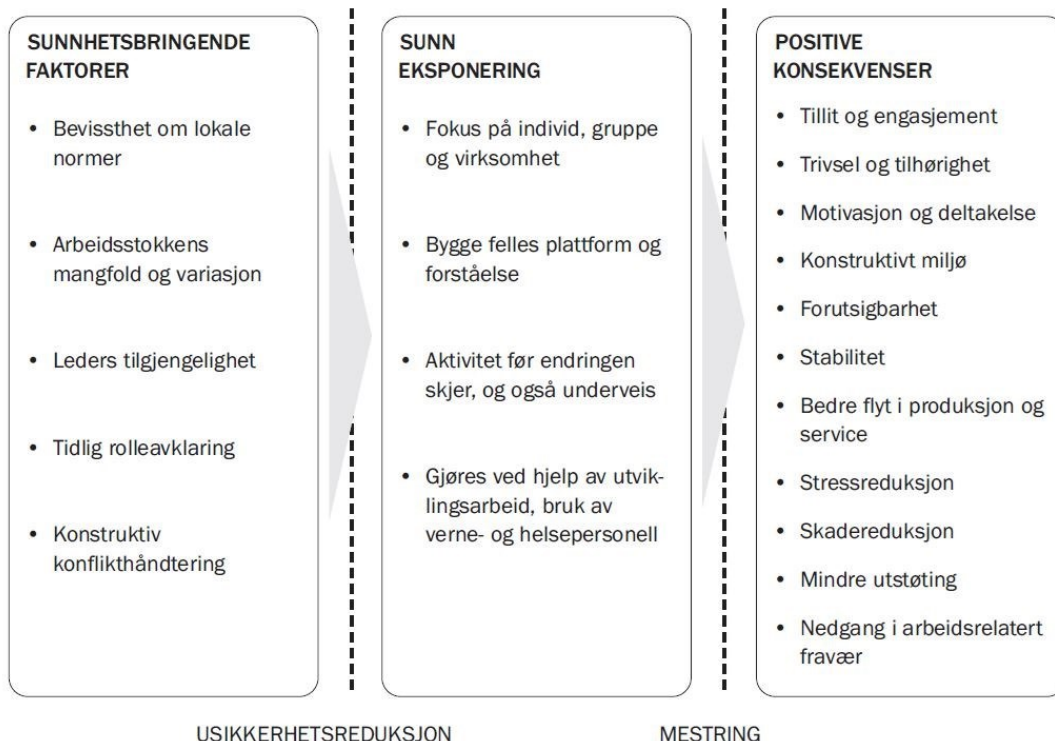 SUNNHETSBRINGENDE
FAKTORER
• Bevissthet om lokale
normer
• Arbeidsstokkens
mangfold og variasjon
• Leders tilgjengelighet
• Tidlig rolleavklaring
• Konstruktiv
konflikthåndtering
SUNN
EKSPONERING
• Fokus på individ, gruppe
og virksomhet
• Bygge felles plattform og
forståelse
• Aktivitet før endringen
skjer, og også underveis
• Gjøres ved hjelp av utvik-
lingsarbeid, bruk av
verne- og helsepersonell
POSITIVE
KONSEKVENSER
• Tillit og engasjement
• Trivsel og tilhørighet
• Motivasjon og deltakelse
• Konstruktivt miljø
• Forutsigbarhet
• Stabilitet
• Bedre flyt i produksjon og
service
• Stressreduksjon
• Skadereduksjon
• Mindre utstøting
• Nedgang i arbeidsrelatert
fravær
USIKKERHETSREDUKSJON
MESTRING